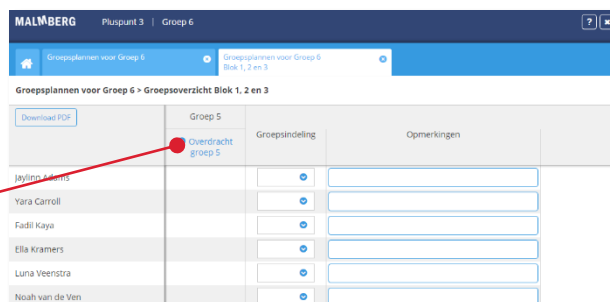 MALMBERG Pluspunt 3 | Groep 6 ?
Groepsplannen voor Groep 6
Groepsplannen voor Groep 6
Blok 1, 2 en 3
Groepsplannen voor Groep 6 > Groepsoverzicht Blok 1, 2 en 3
Download PDF
Groep 5
Overdracht
groep 5
Groepsindeling
Opmerkingen
Jaylinn Adams
Yara Carroll
Fadil Kaya
Ella Kramers
Luna Veenstra
Noah van de Ven